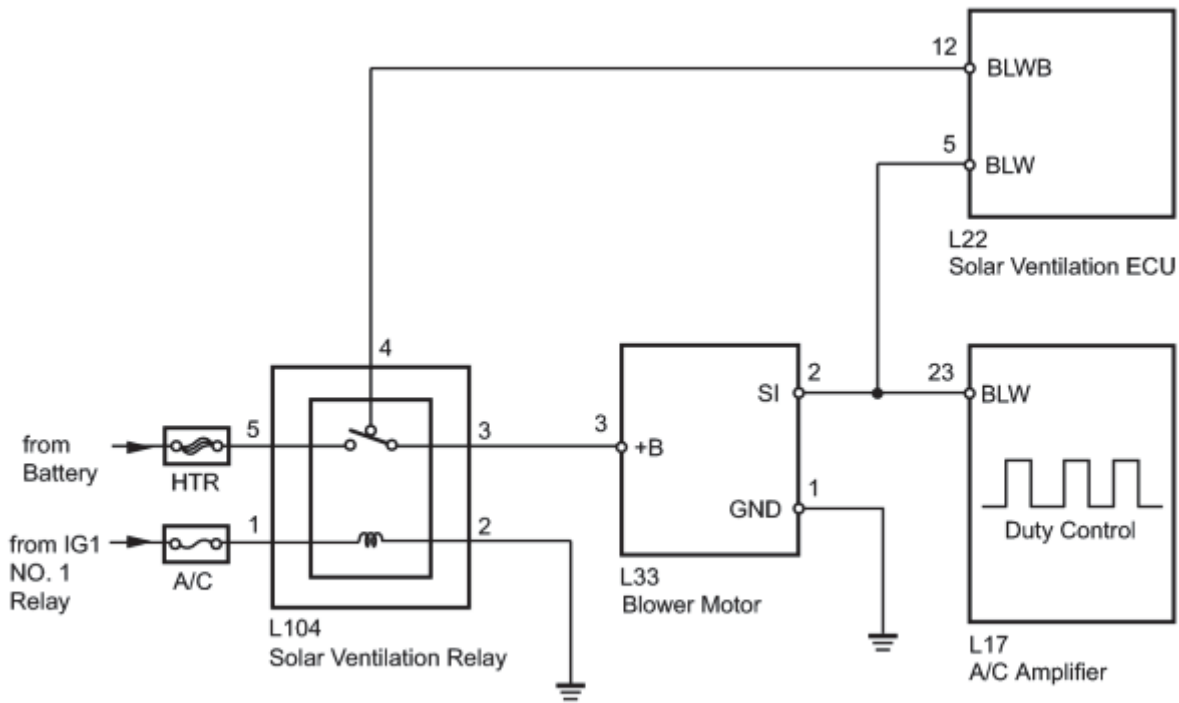 12
BLWB
5
BLW
L22
Solar Ventilation ECU
4
5
3
from
Battery
HTR
1
2
from IG1
NO. 1
Relay
A/C
L104
Solar Ventilation Relay
3
+B
SI
2
GND
1
L33
Blower Motor
23
BLW
Duty Control
L17
A/C Amplifier